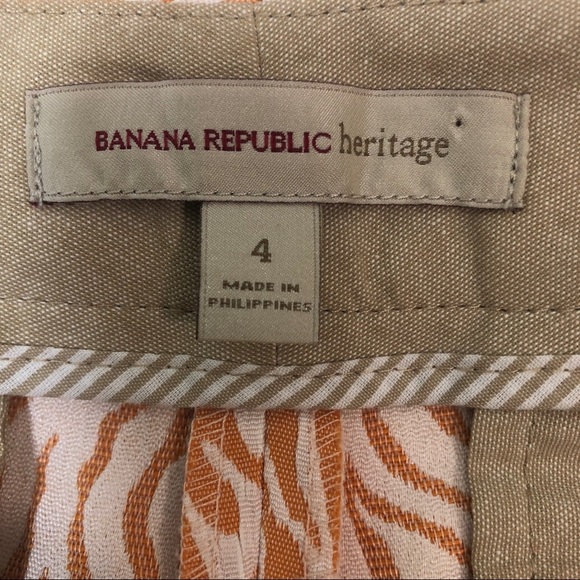 BANANA REPUBLIC heritage
4
MADE IN
PHILIPPINES